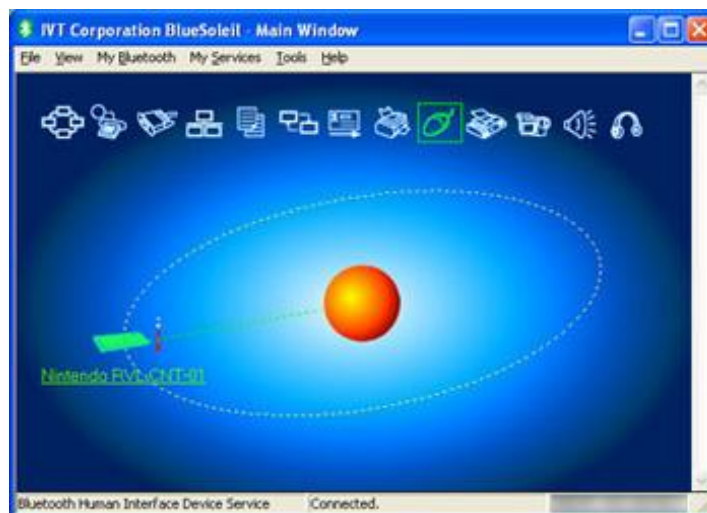 IVT Corporation BlueSoleil - Main Window
File View My Bluetooth My Services Tools Help
Nintendo RVL-CNT-01
Bluetooth Human Interface Device Service Connected.